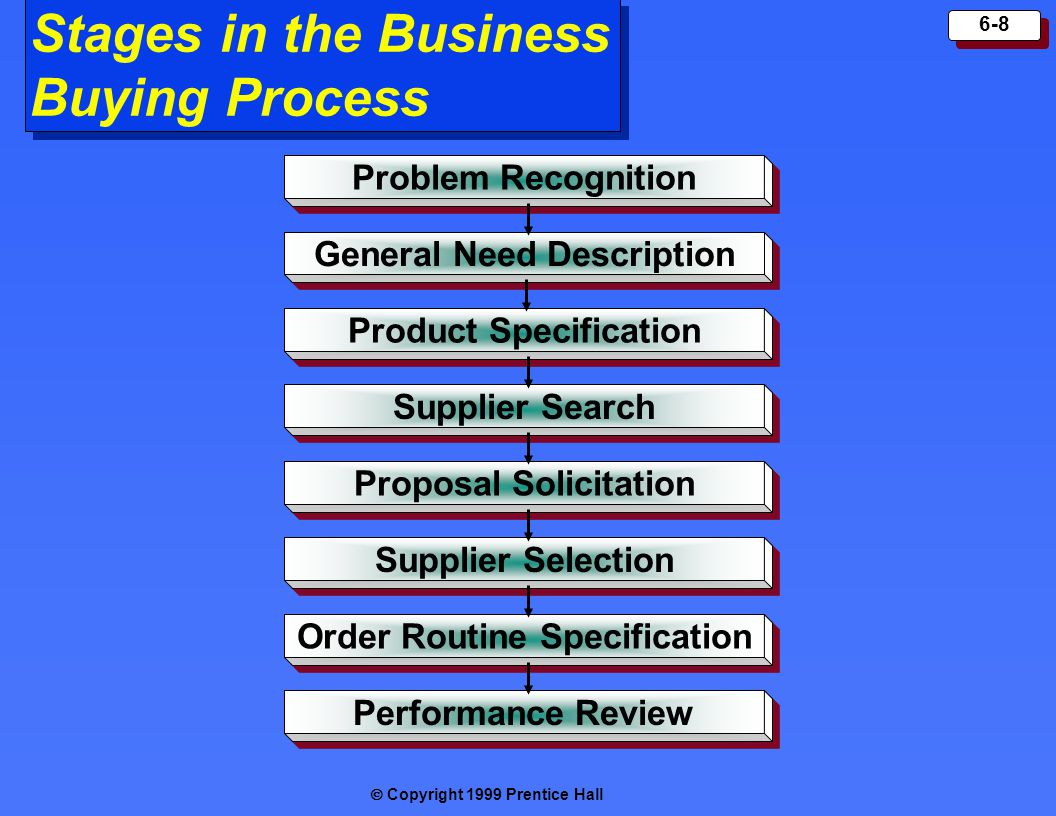 Stages in the Business
Buying Process
6-8
Problem Recognition
General Need Description
Product Specification
Supplier Search
Proposal Solicitation
Supplier Selection
Order Routine Specification
Performance Review
© Copyright 1999 Prentice Hall